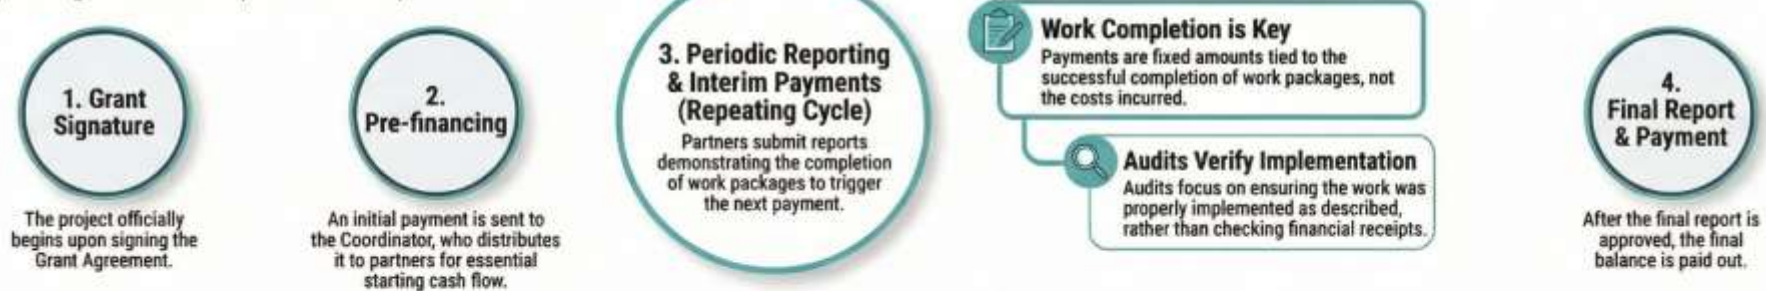 1. Grant
Signature
The project officially
begins upon signing the
Grant Agreement.
2.
Pre-financing
An initial payment is sent to
the Coordinator, who distributes
it to partners for essential
starting cash flow.
3. Periodic Reporting
& Interim Payments
(Repeating Cycle)
Partners submit reports
demonstrating the completion
of work packages to trigger
the next payment.
Work Completion is Key
Payments are fixed amounts tied to the
successful completion of work packages, not
the costs incurred.
Audits Verify Implementation
Audits focus on ensuring the work was
properly implemented as described,
rather than checking financial receipts.
4.
Final Report
& Payment
After the final report is
approved, the final
balance is paid out.